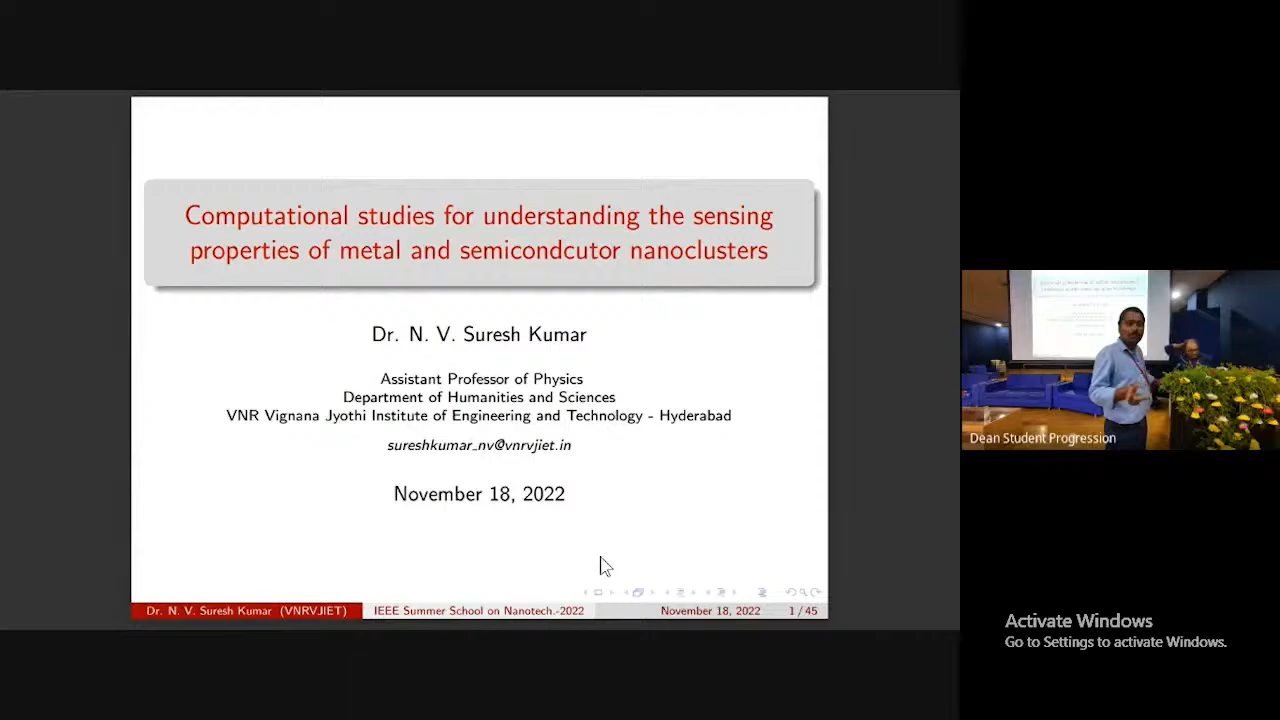 Computational studies for understanding the sensing
properties of metal and semicondcutor nanoclusters
Dr. N. V. Suresh Kumar
Assistant Professor of Physics
Department of Humanities and Sciences
VNR Vignana Jyothi Institute of Engineering and Technology - Hyderabad
sureshkumar_nv@vnrvjiet.in
November 18, 2022
Dr. N. V. Suresh Kumar (VNRVJIET) IEEE Summer School on Nanotech.-2022 November 18, 2022 1 / 45
Dean Student Progression
Activate Windows
Go to Settings to activate Windows.